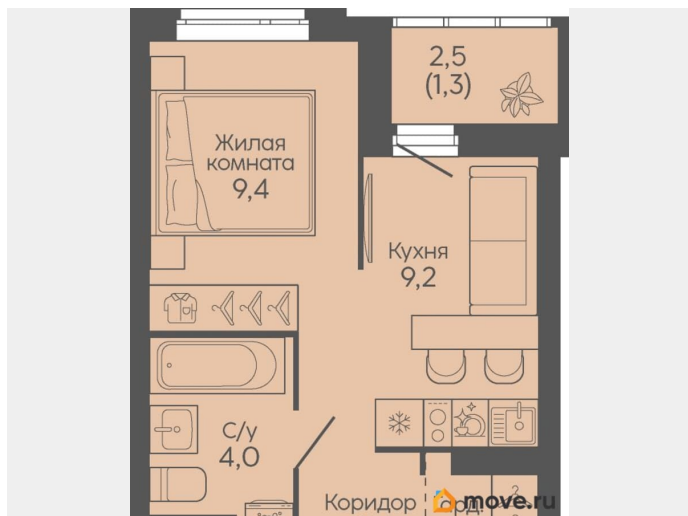 2,5
(1,3)
Жилая
комната
9,4
Кухня
9,2
С/у
4,0
Коридор
move.ru